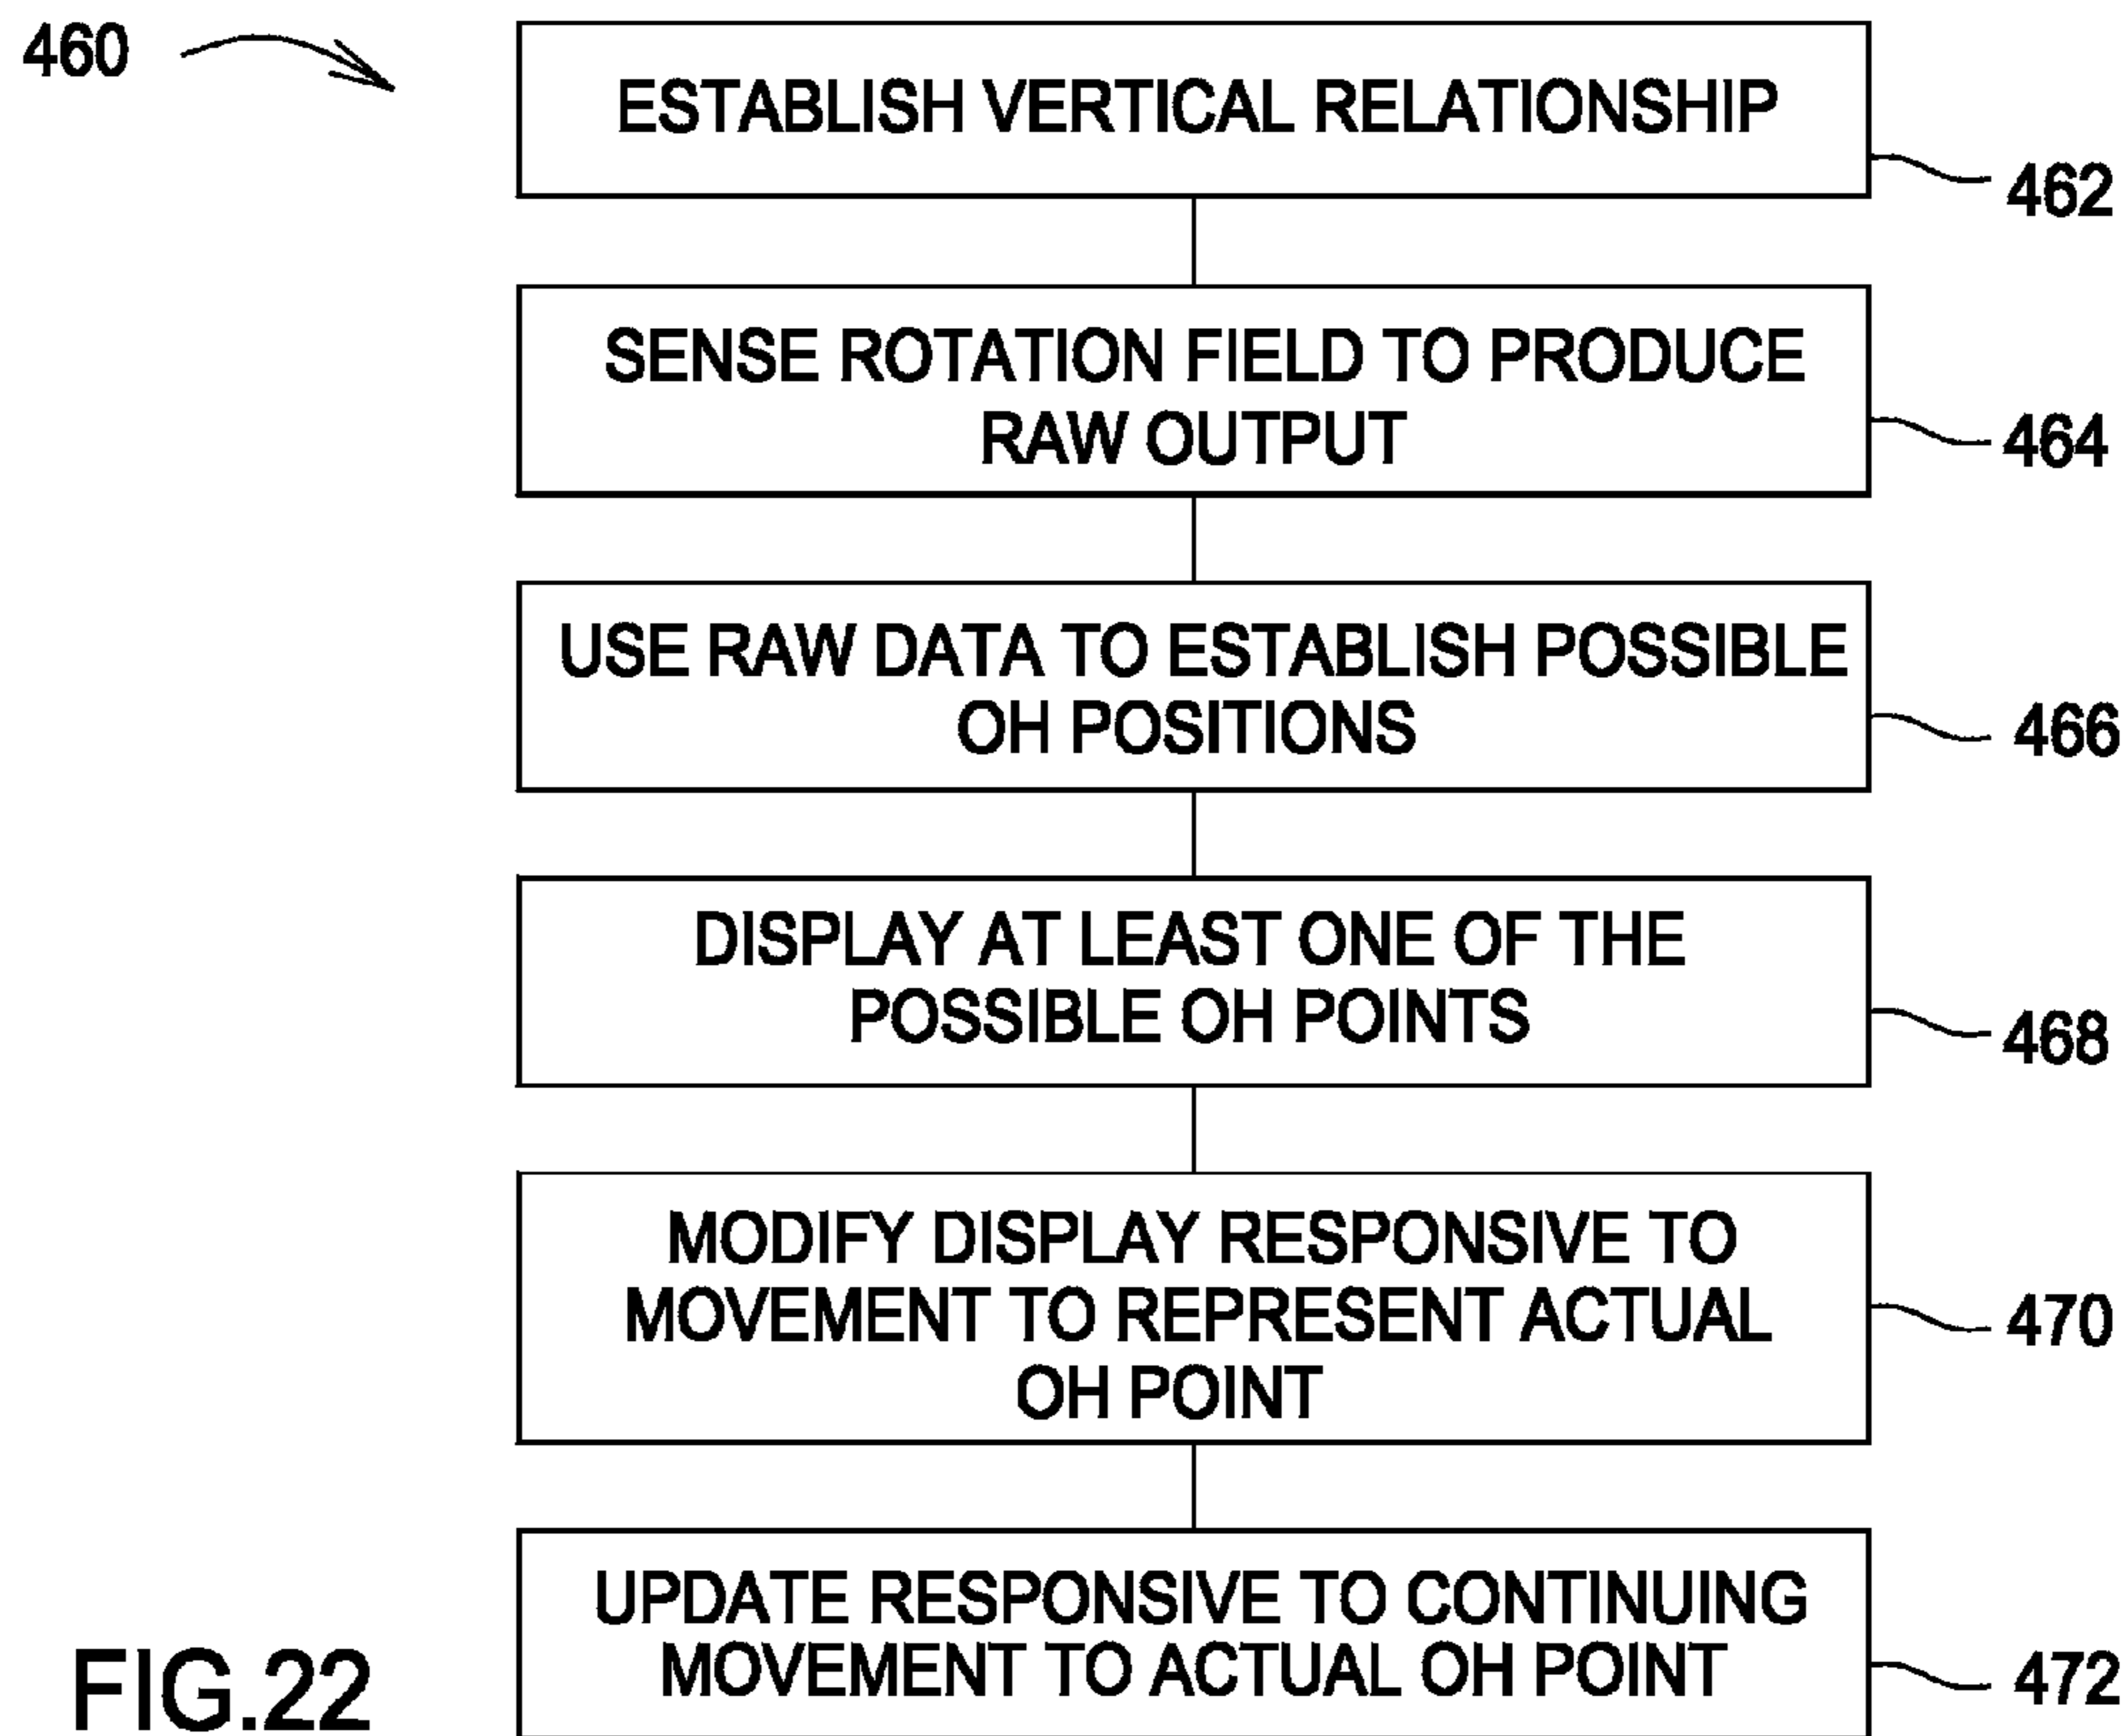 460
ESTABLISH VERTICAL RELATIONSHIP
462
SENSE ROTATION FIELD TO PRODUCE
RAW OUTPUT
464
USE RAW DATA TO ESTABLISH POSSIBLE
OH POSITIONS
466
DISPLAY AT LEAST ONE OF THE
POSSIBLE OH POINTS
468
MODIFY DISPLAY RESPONSIVE TO
MOVEMENT TO REPRESENT ACTUAL
OH POINT
470
UPDATE RESPONSIVE TO CONTINUING
MOVEMENT TO ACTUAL OH POINT
472
FIG.22